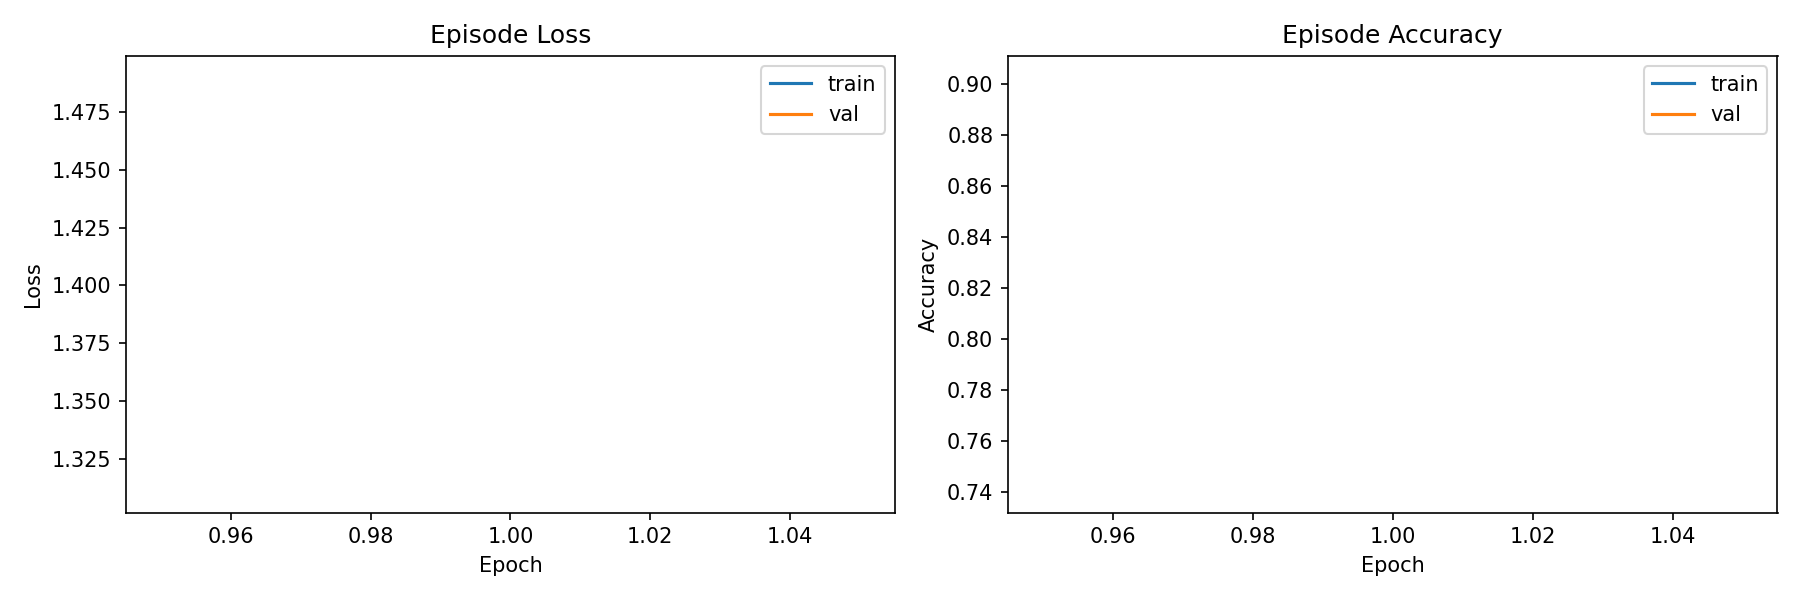 Episode Loss
train
val
1.475
1.450
1.425
1.400
1.375
1.350
1.325
Loss
0.96 0.98 1.00 1.02 1.04
Epoch
Episode Accuracy
train
val
0.90
0.88
0.86
0.84
0.82
0.80
0.78
0.76
0.74
Accuracy
0.96 0.98 1.00 1.02 1.04
Epoch